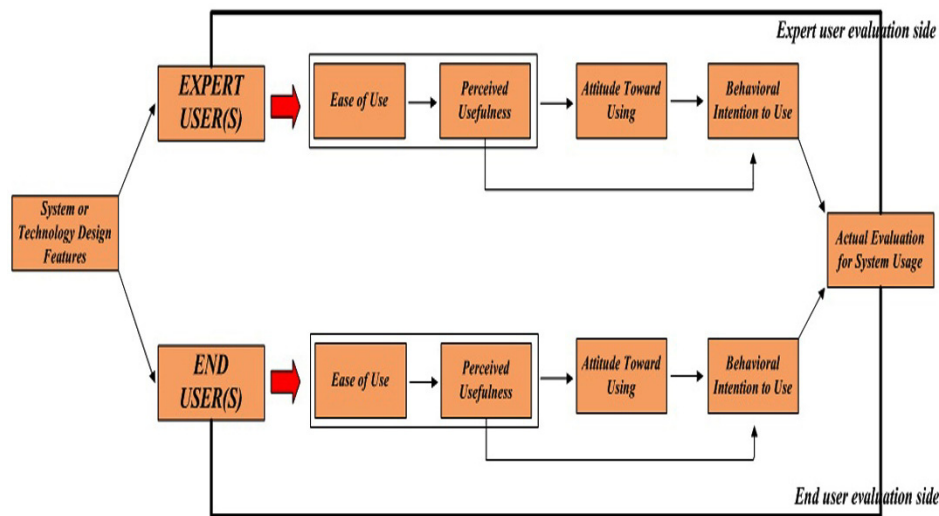 Expert user evaluation side
EXPERT
USER(S)
Ease of Use
Perceived
Usefulness
Attitude Toward
Using
Behavioral
Intention to Use
System or
Technology Design
Features
Actual Evaluation
for System Usage
END
USER(S)
Ease of Use
Perceived
Usefulness
Attitude Toward
Using
Behavioral
Intention to Use
End user evaluation side